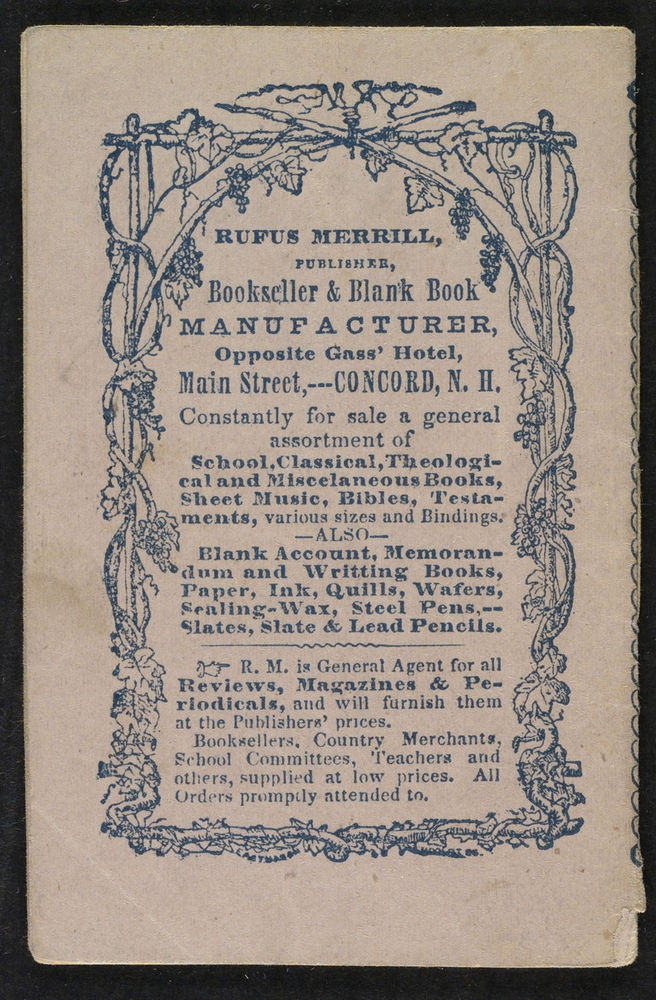 RUFUS MERRILL,
PUBLISHER,
Bookseller & Blank Book
MANUFACTURER,
Opposite Gass' Hotel,
Main Street,---CONCORD, N. H.
Constantly for sale a general
assortment of
School, Classical, Theologi-
cal and Miscelaneous Books,
Sheet Music, Bibles, Testa-
ments, various sizes and Bindings.
—ALSO—
Blank Account, Memoran-
dum and Writting Books,
Paper, Ink, Quills, Wafers,
Sealing-Wax, Steel Pens,--
Slates, Slate & Lead Pencils.
☞ R. M. is General Agent for all
Reviews, Magazines & Pe-
riodicals, and will furnish them
at the Publishers' prices.
Booksellers, Country Merchants,
School Committees, Teachers and
others, supplied at low prices. All
Orders promptly attended to.